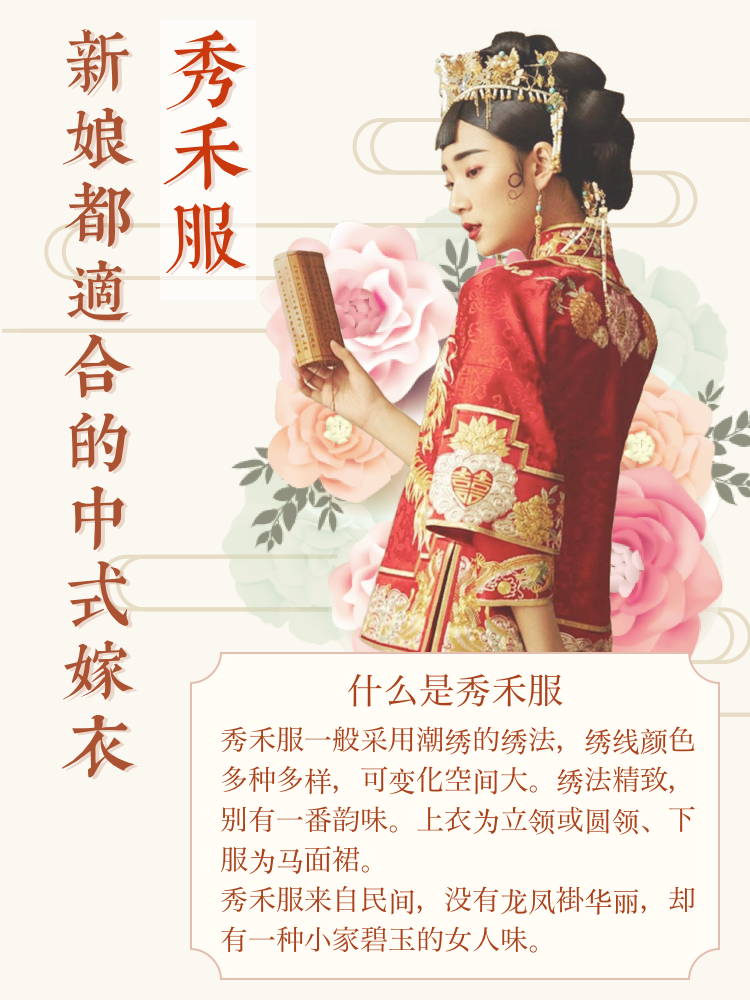 秀禾服
新娘都適合的中式嫁衣
什么是秀禾服
秀禾服一般采用潮绣的绣法，绣线颜色
多种多样，可变化空间大。绣法精致，
别有一番韵味。上衣为立领或圆领、下
服为马面裙。
秀禾服来自民间，没有龙凤褂华丽，却
有一种小家碧玉的女人味。
囍